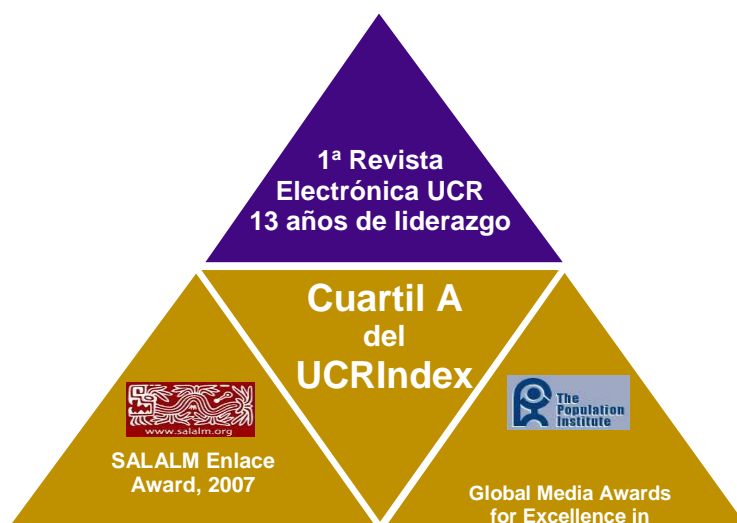 1ª Revista
Electrónica UCR
13 años de liderazgo
Cuartil A
del
UCRIndex
www.salalm.org
SALALM Enlace
Award, 2007
The
Population
Institute
Global Media Awards
for Excellence in